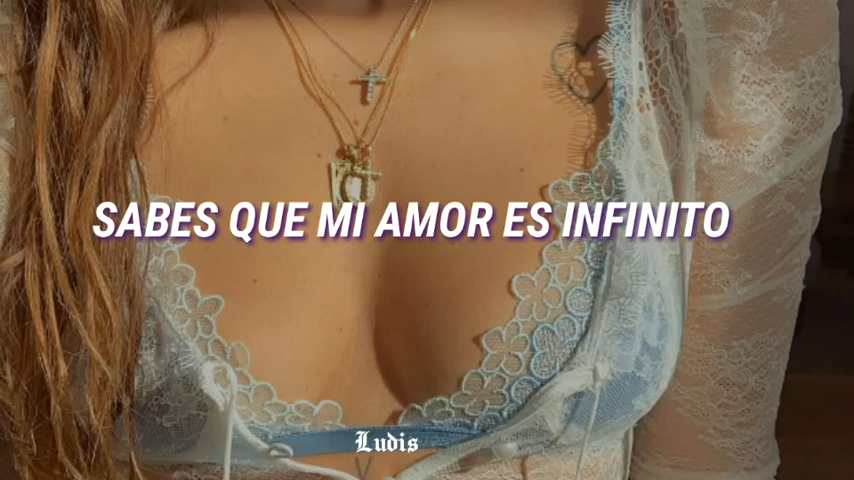 SABES QUE MI AMOR ES INFINITO
Ludis